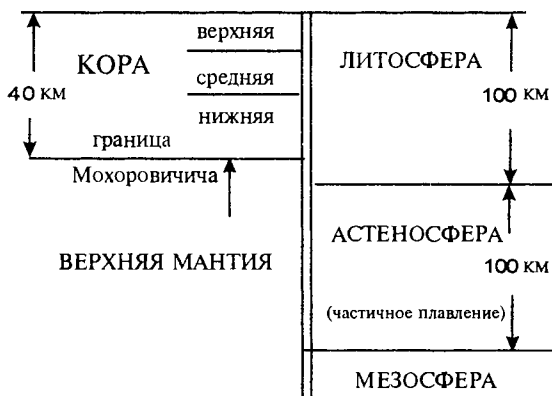 верхняя
КОРА
средняя
40 КМ
нижняя
граница
Мохоровичича
ВЕРХНЯЯ МАНТИЯ
ЛИТОСФЕРА
100 КМ
АСТЕНОСФЕРА
100 КМ
(частичное плавление)
МЕЗОСФЕРА